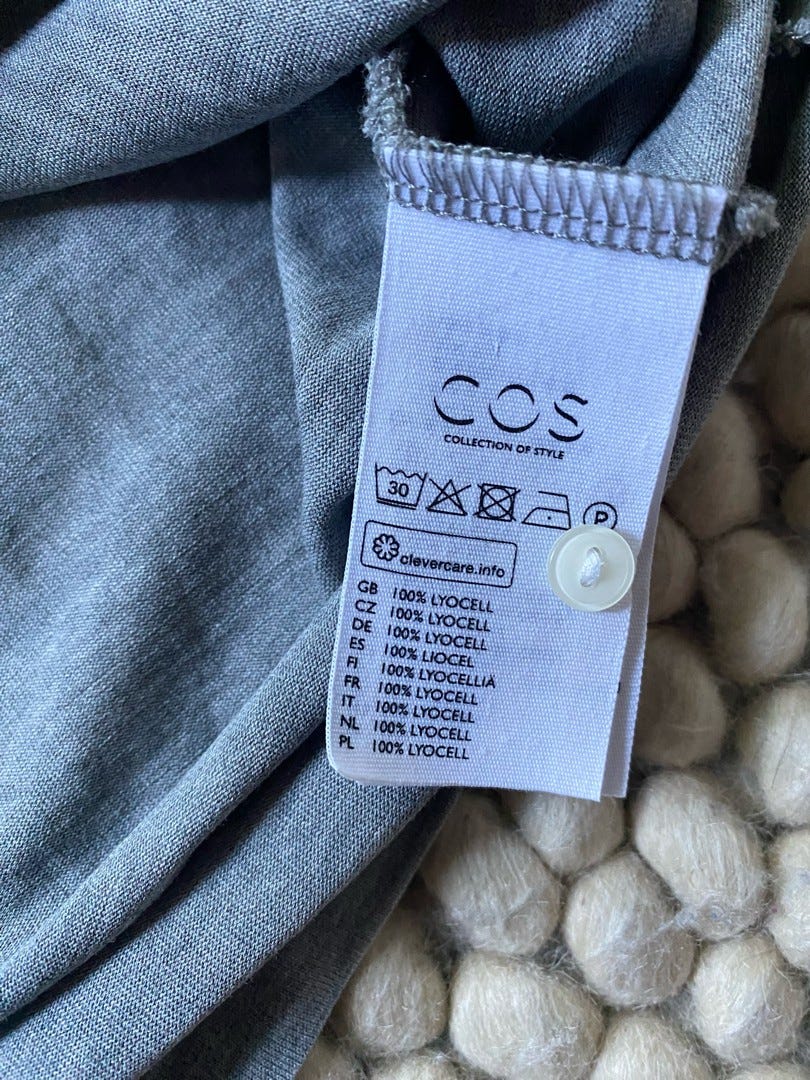 COS
COLLECTION OF STYLE
30
P
clevercare.info
GB 100% LYOCELL
CZ 100% LYOCELL
DE 100% LYOCELL
ES 100% LIOCEL
FI 100% LYOCELLIA
FR 100% LYOCELL
IT 100% LYOCELL
NL 100% LYOCELL
PL 100% LYOCELL